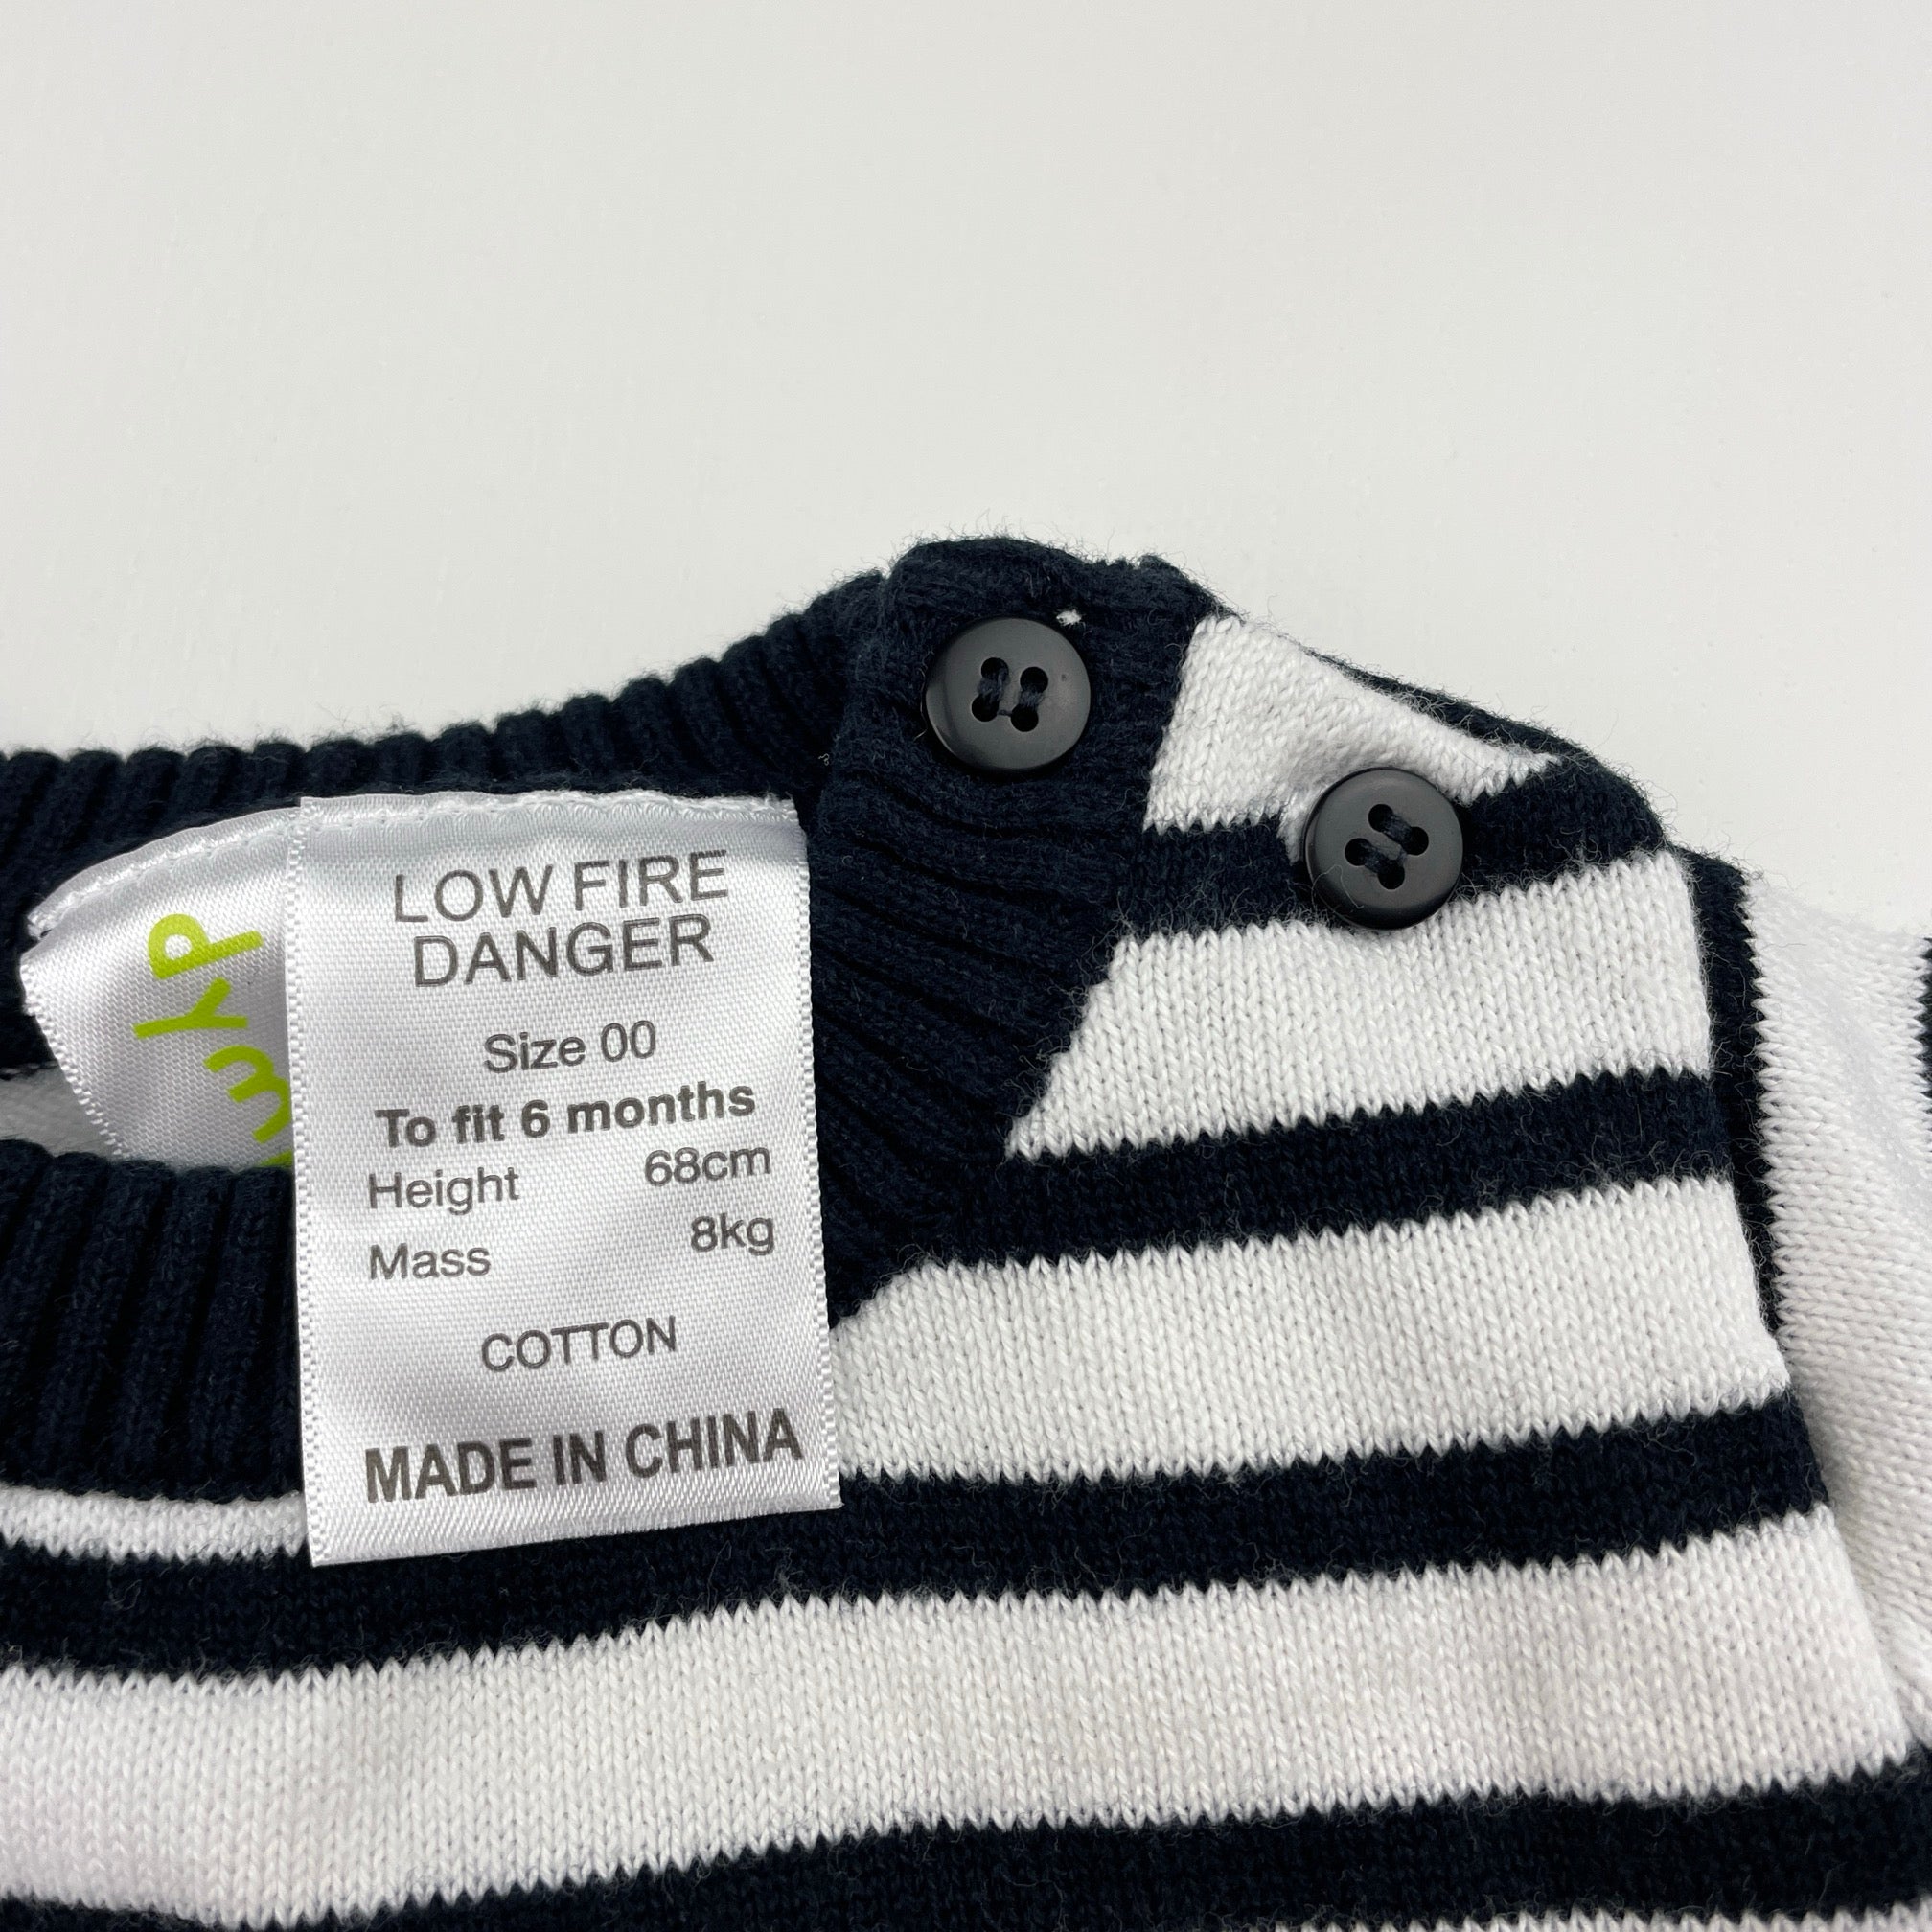 LOW FIRE
DANGER
Size 00
To fit 6 months
Height 68cm
Mass 8kg
COTTON
MADE IN CHINA